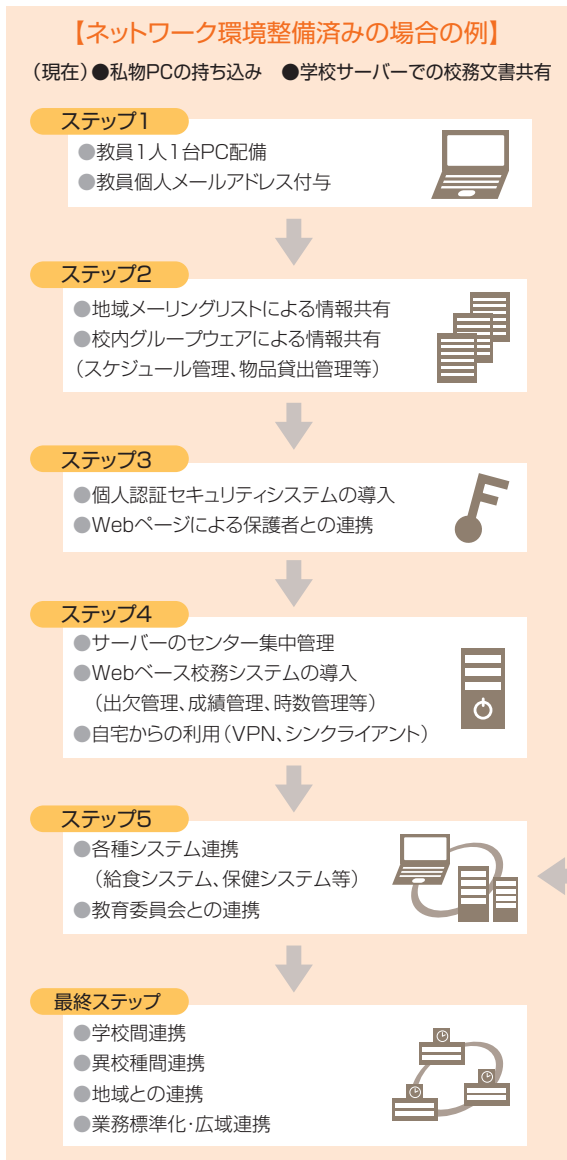 【ネットワーク環境整備済みの場合の例】
(現在)●私物PCの持ち込み ●学校サーバーでの校務文書共有
ステップ1
●教員1人1台PC配備
●教員個人メールアドレス付与
ステップ2
●地域メーリングリストによる情報共有
●校内グループウェアによる情報共有
(スケジュール管理、物品貸出管理等)
ステップ3
●個人認証セキュリティシステムの導入
●Webページによる保護者との連携
ステップ4
●サーバーのセンター集中管理
●Webベース校務システムの導入
(出欠管理、成績管理、時数管理等)
●自宅からの利用(VPN、シンクライアント)
ステップ5
●各種システム連携
(給食システム、保健システム等)
●教育委員会との連携
最終ステップ
●学校間連携
●異校種間連携
●地域との連携
●業務標準化・広域連携